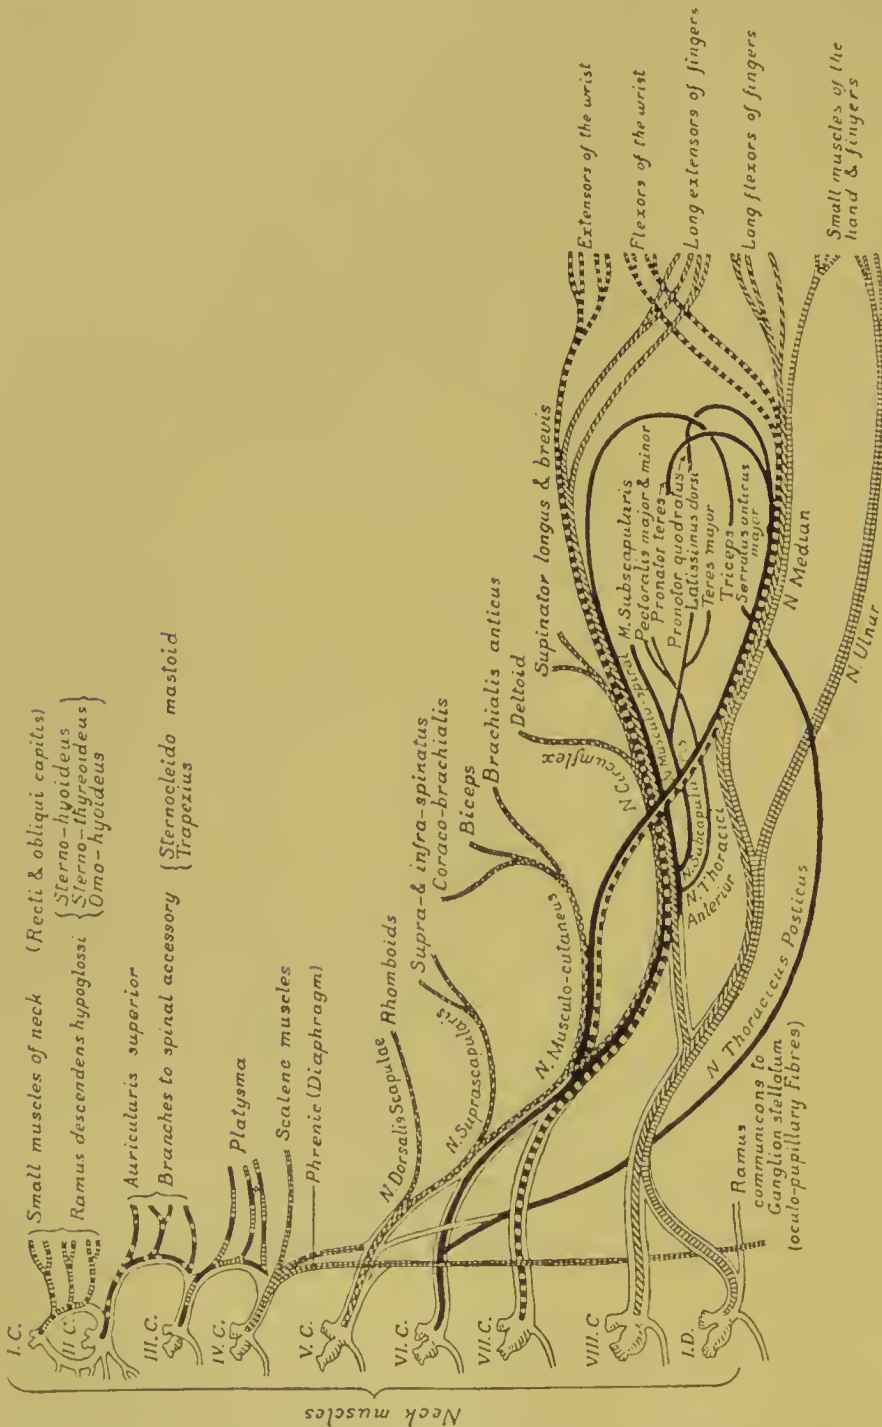 I. C.
II C.
III C.
IV. C.
V. C.
VI. C.
VII. C.
VIII. C
I. D.
Neck muscles
Small muscles of neck (Recti & obliqui capitis)
Ramus descendens hypoglossi
Sterno-hyoideus
Sterno-thyreoideus
Omo-hyoideus
Auricularis superior
Branches to spinal accessory
Sternocleido mastoid
Trapezius
Platysma
Scalene muscles
Phrenic (Diaphragm)
N. Dorsalis Scapulae Rhomboids
N. Suprascapularis
Supra- & infra-spinatus
Coraco-brachialis
Biceps
Brachialis anticus
N. Musculo-cutaneus
Deltoid
Circumflex
N Circumflex
Supinator longus & brevis
Musculo-spiral
M. Subscapularis
Pectoralis major & minor
Pronator teres
Pronator quadratus
Latissimus dorsi
Teres major
Triceps
Serratus anticus
major
N. Thoracici
Anterior
N Median
N. Ulnar
N Thoracicus Posticus
Ramus
communicans to
Ganglion stellatum
(oculo-pupillary Fibres)
Extensors of the wrist
Flexors of the wrist
Long extensors of fingers
Long flexors of fingers
Small muscles of the
hand & fingers